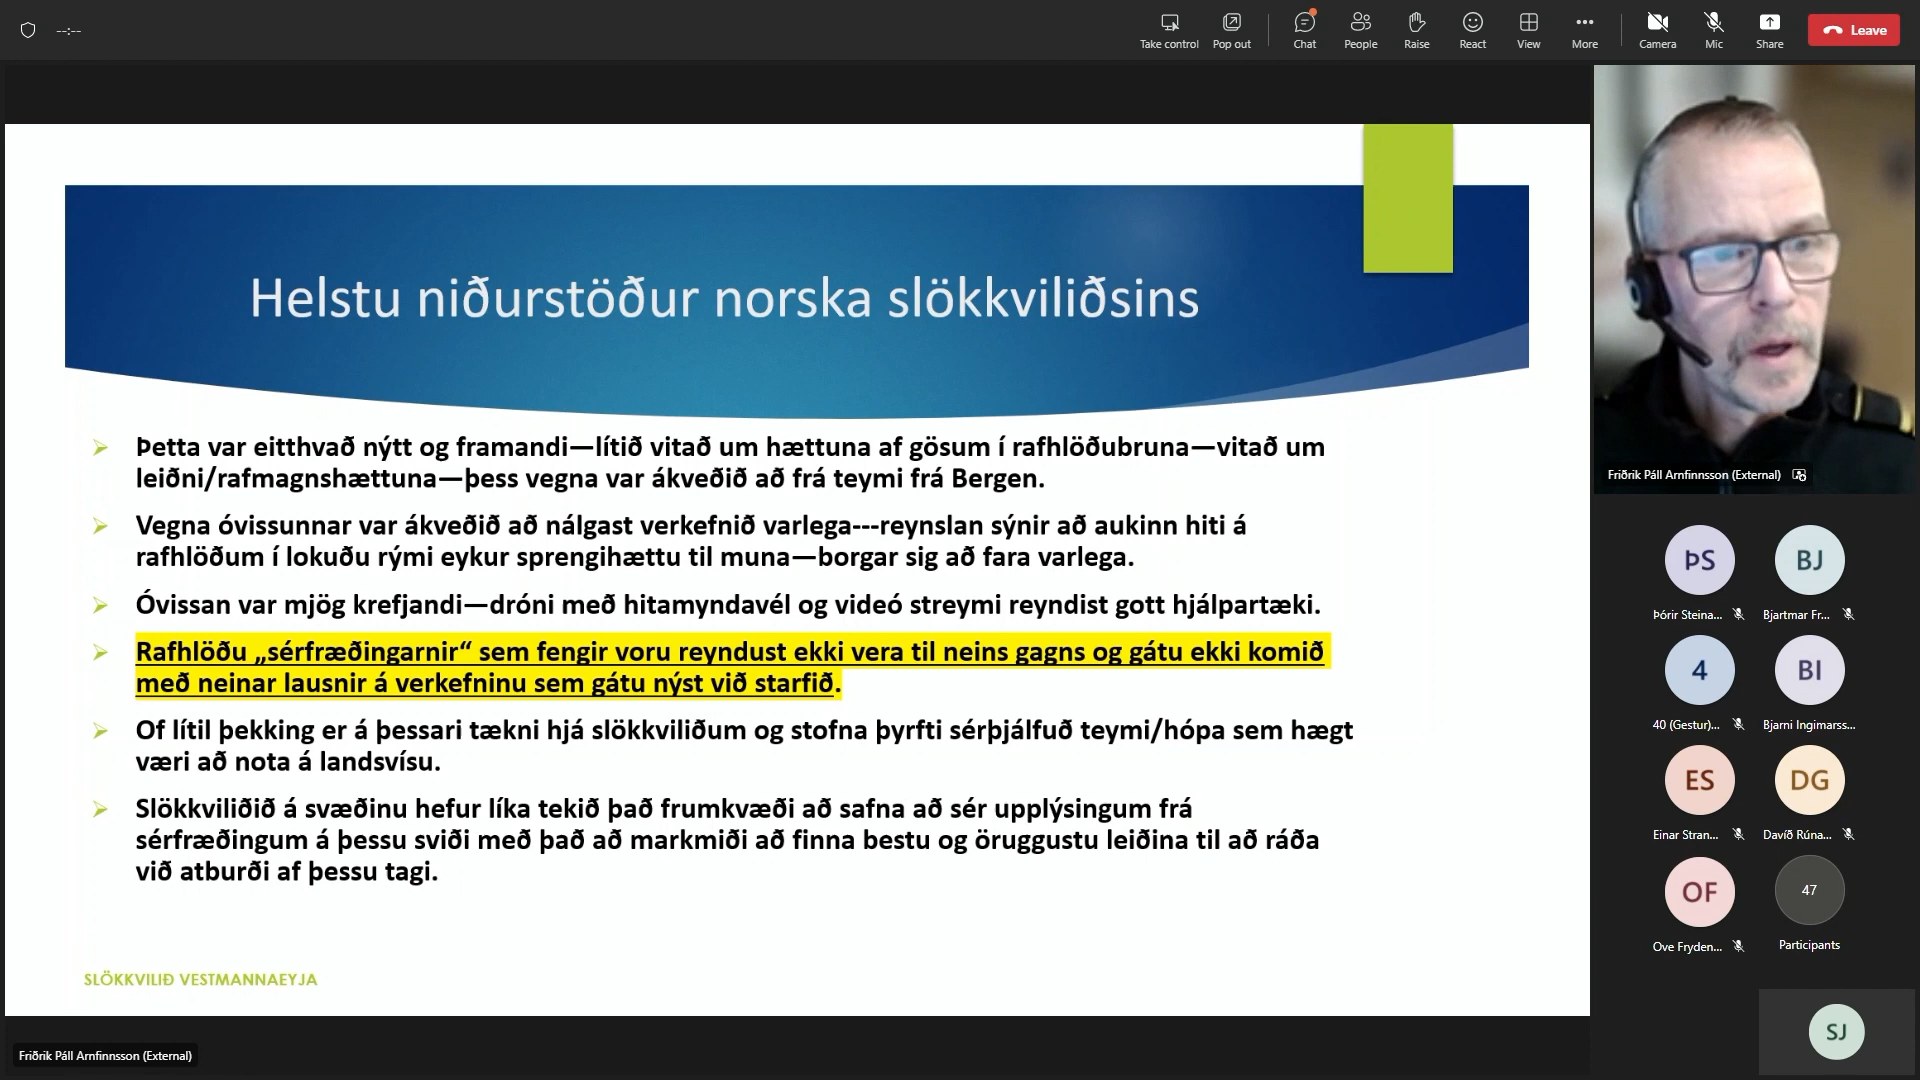 --:--
Take control
Pop out
Chat
People
Raise
React
View
More
Camera
Mic
Share
Leave
Helstu niðurstöður norska slökkviliðsins
Þetta var eitthvað nýtt og framandi—lítið vitað um hættuna af gösum í rafhlöðubruna—vitað um
leiðni/rafmagnshættuna—þess vegna var ákveðið að frá teymi frá Bergen.
Vegna óvissunnar var ákveðið að nálgast verkefnið varlega---reynslan sýnir að aukinn hiti á
rafhlöðum í lokuðu rými eykur sprengihættu til muna—borgar sig að fara varlega.
Óvissan var mjög krefjandi—dróni með hitamyndavél og videó streymi reyndist gott hjálpartæki.
Rafhlöðu „sérfræðingarnir“ sem fengir voru reyndust ekki vera til neins gagns og gátu ekki komið
með neinar lausnir á verkefninu sem gátu nýst við starfið.
Of lítil þekking er á þessari tækni hjá slökkviliðum og stofna þyrfti sérþjálfuð teymi/hópa sem hægt
væri að nota á landsvísu.
Slökkviliðið á svæðinu hefur líka tekið það frumkvæði að safna að sér upplýsingum frá
sérfræðingum á þessu sviði með það að markmiði að finna bestu og öruggustu leiðina til að ráða
við atburði af þessu tagi.
SLÖKKVILIÐ VESTMANNAEYJA
Friðrik Páll Arnfinnsson (External)
Friðrik Páll Arnfinnsson (External)
ÞS
BJ
Þórir Steina...
Bjartmar Fr...
4
BI
40 (Gestur)...
Bjarni Ingimarss...
ES
DG
Einar Stran...
Davíð Rúna...
OF
47
Ove Fryden...
Participants
SJ